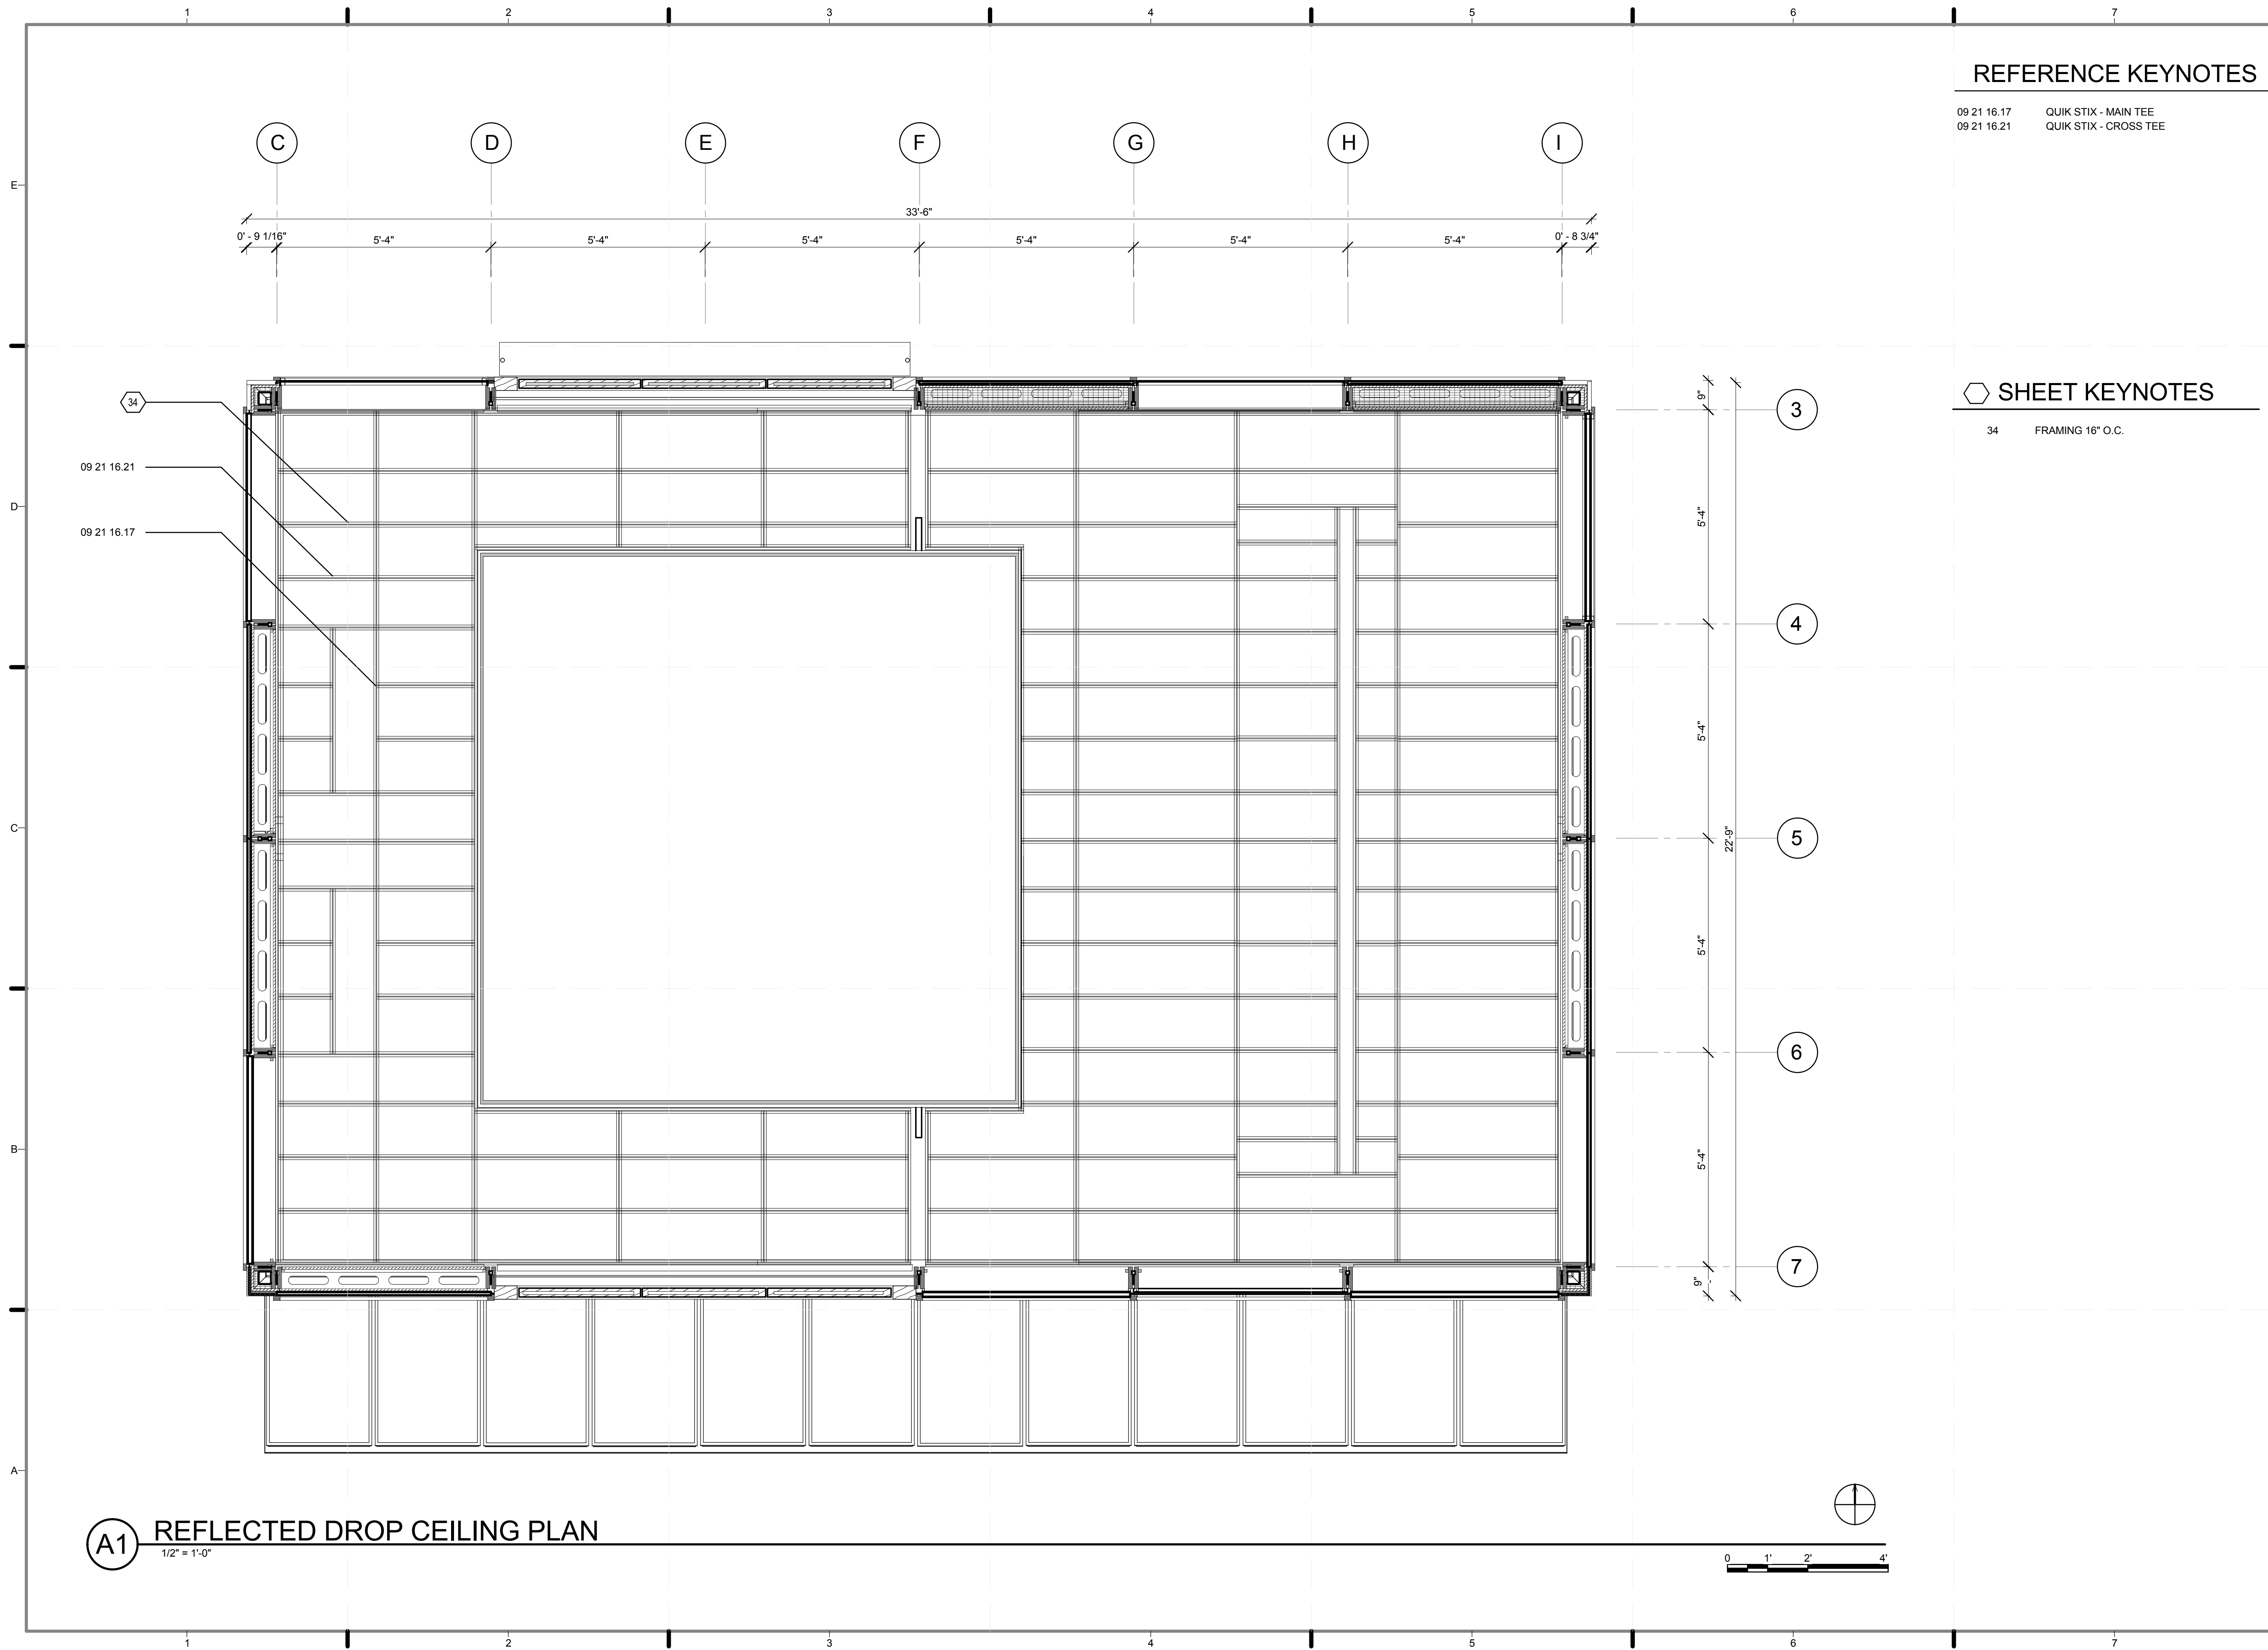 1 2 3 4 5 6 7
REFERENCE KEYNOTES
09 21 16.17 QUIK STIX - MAIN TEE
09 21 16.21 QUIK STIX - CROSS TEE
C D E F G H I
E
33'-6"
0' - 9 1/16" 5'-4" 5'-4" 5'-4" 5'-4" 5'-4" 5'-4" 0' - 8 3/4"
SHEET KEYNOTES
34 FRAMING 16" O.C.
9"
3
34
09 21 16.21
D
5'-4"
09 21 16.17
4
5'-4"
C
22'-9"
5
5'-4"
6
B
5'-4"
7
9"
A
A1
REFLECTED DROP CEILING PLAN
1/2" = 1'-0"
0 1' 2' 4'
1 2 3 4 5 6 7